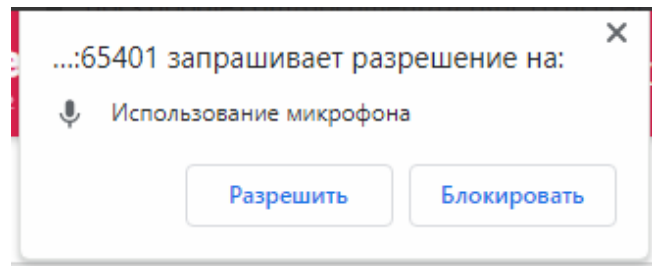 ...:65401 запрашивает разрешение на:
Использование микрофона
Разрешить Блокировать